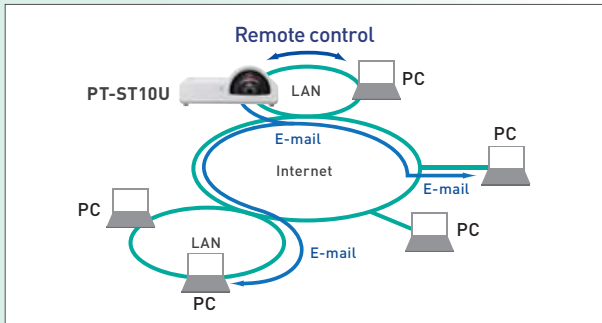 Remote control
PT-ST10U
LAN
PC
E-mail
PC
Internet
E-mail
PC
PC
LAN
E-mail
PC